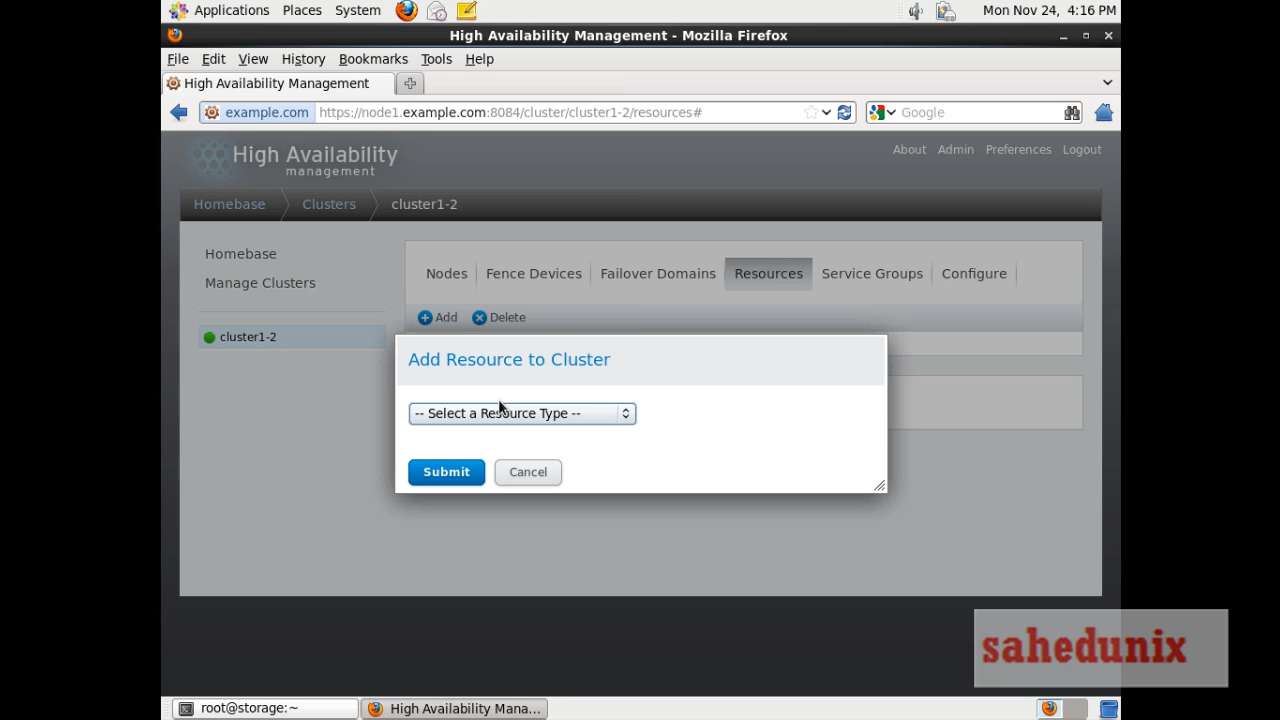 Applications Places System Mon Nov 24, 4:16 PM
High Availability Management - Mozilla Firefox
File Edit View History Bookmarks Tools Help
High Availability Management
example.com https://node1.example.com:8084/cluster/cluster1-2/resources# Google
High Availability
management
About Admin Preferences Logout
Homebase Clusters cluster1-2
Homebase
Manage Clusters
cluster1-2
Nodes Fence Devices Failover Domains Resources Service Groups Configure
Add Delete
Add Resource to Cluster
-- Select a Resource Type --
Submit Cancel
sahedunix
root@storage:~ High Availability Mana...